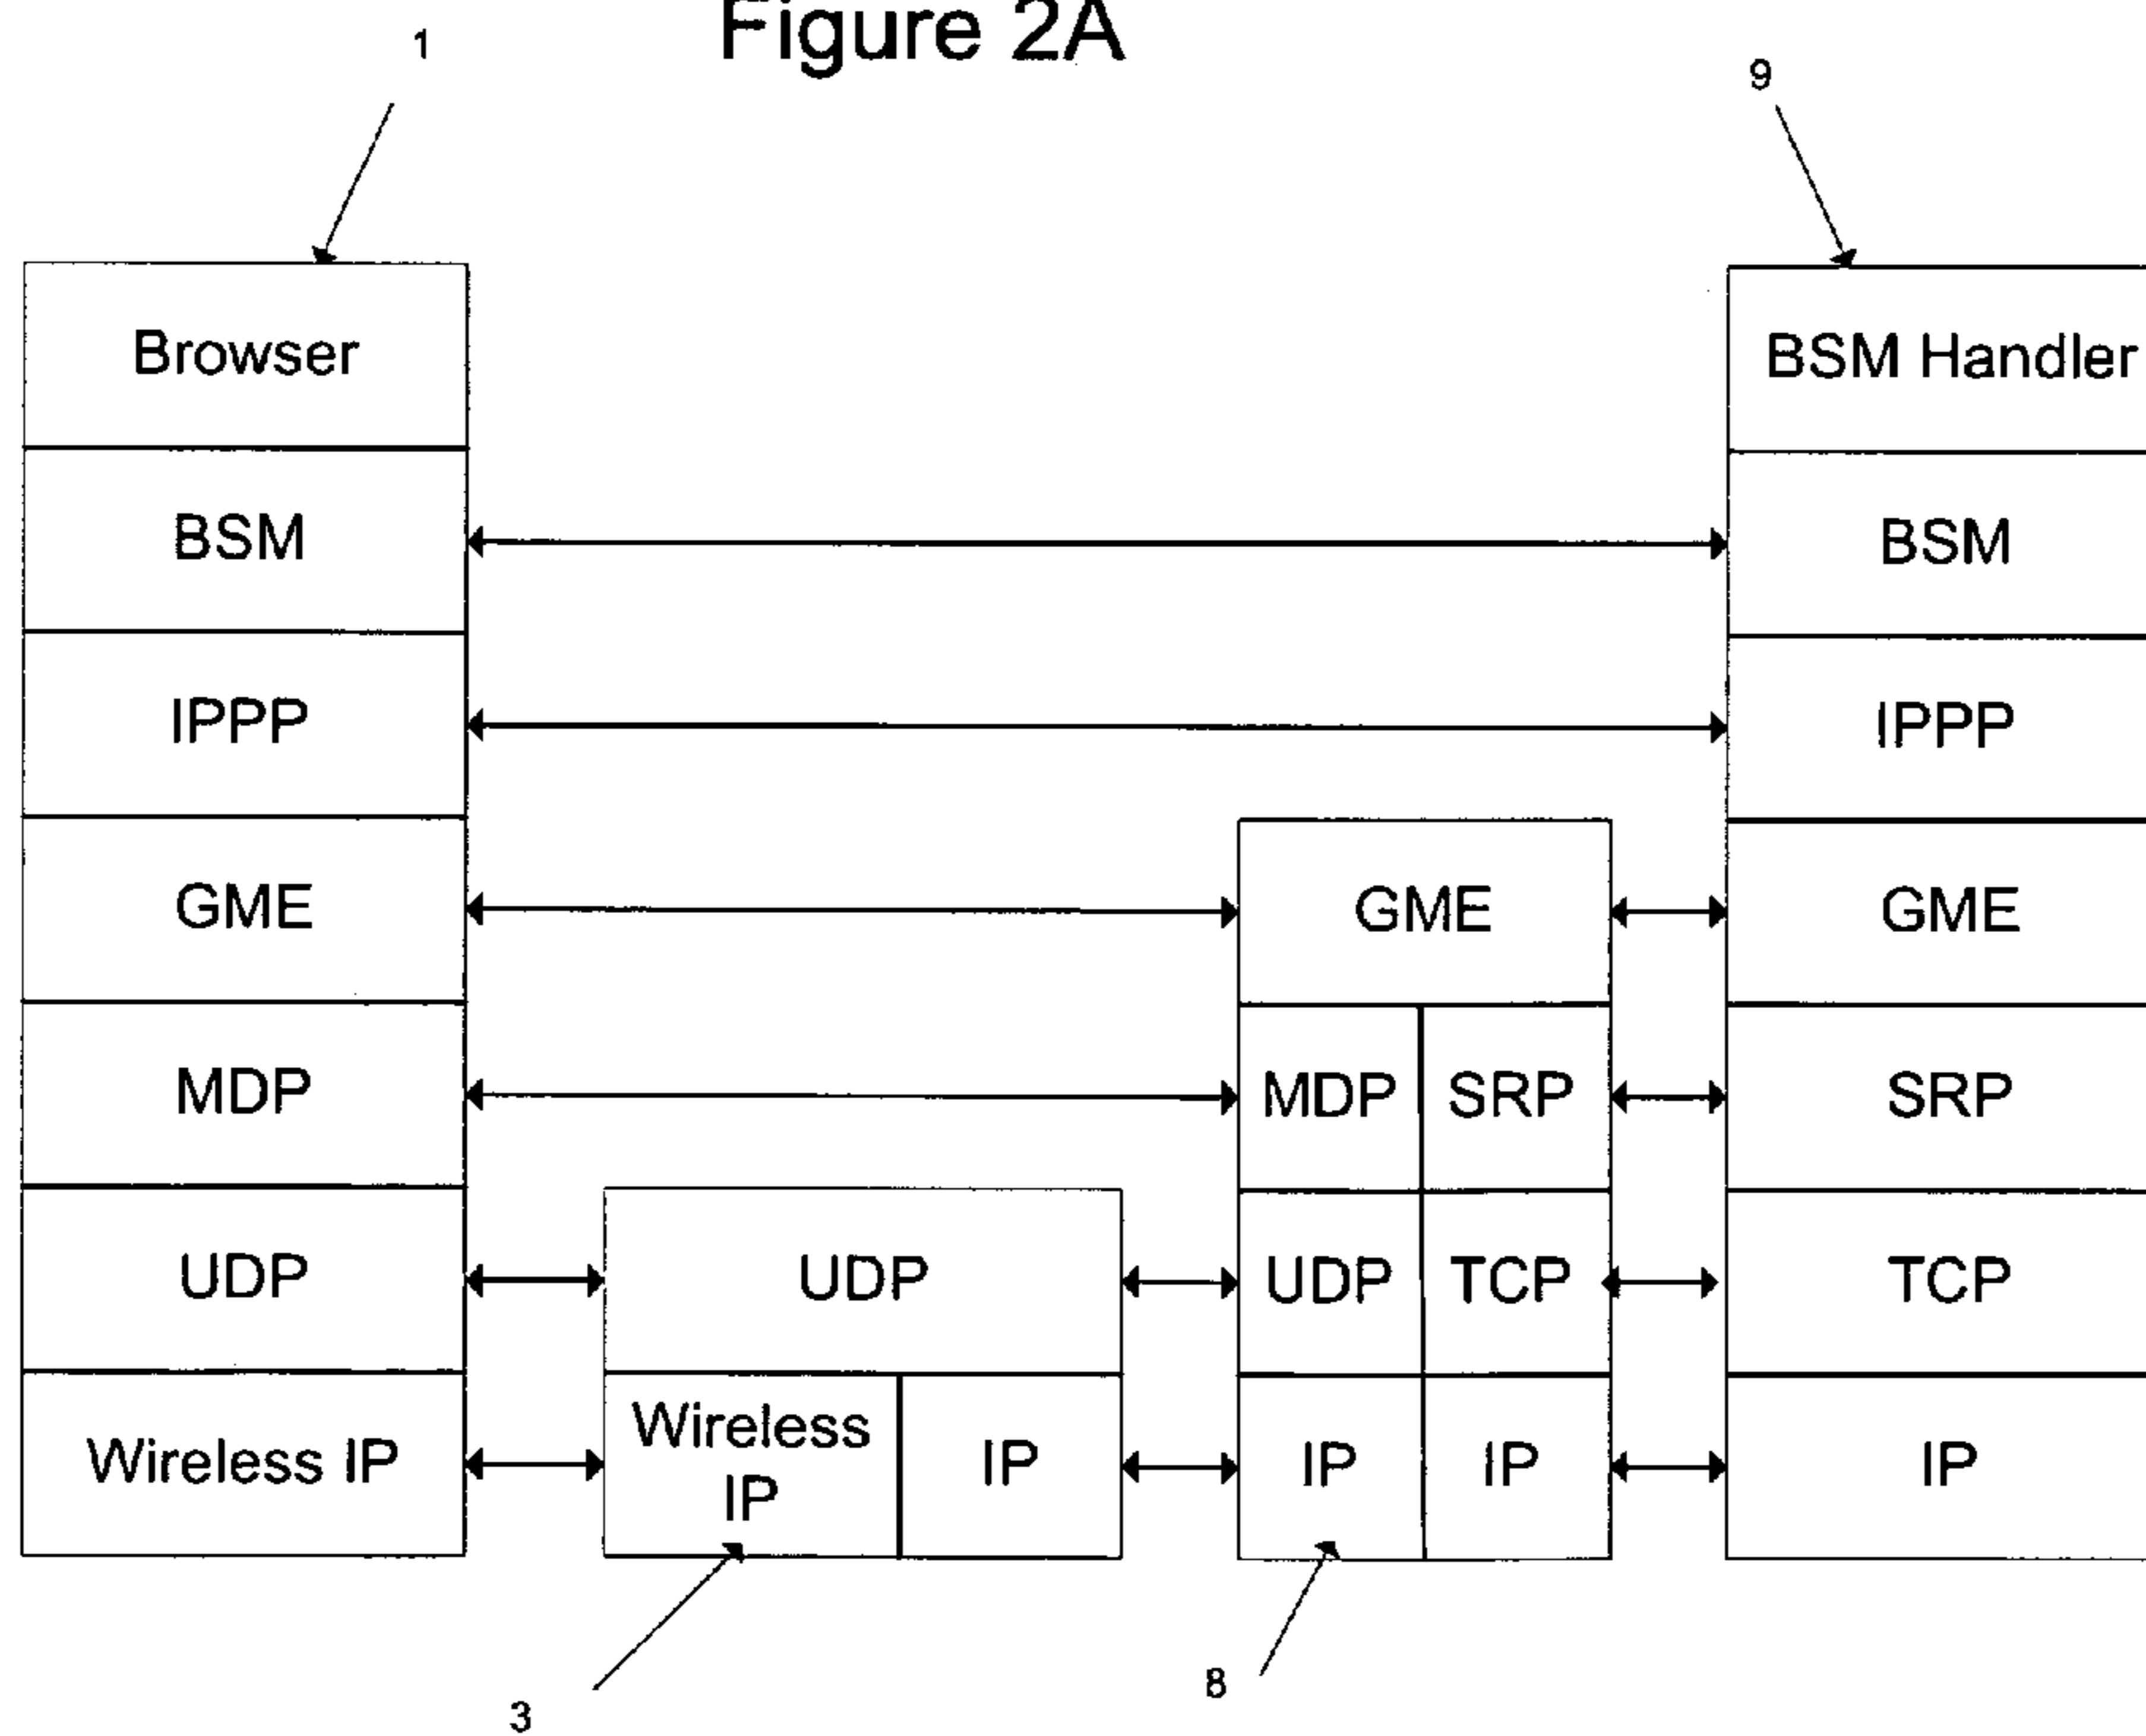 Figure 2A
1
9
Browser
BSM Handler
BSM
BSM
IPPP
IPPP
GME
GME
GME
MDP
MDP
SRP
SRP
UDP
UDP
UDP
TCP
TCP
Wireless IP
Wireless
IP
IP
IP
IP
IP
3
8